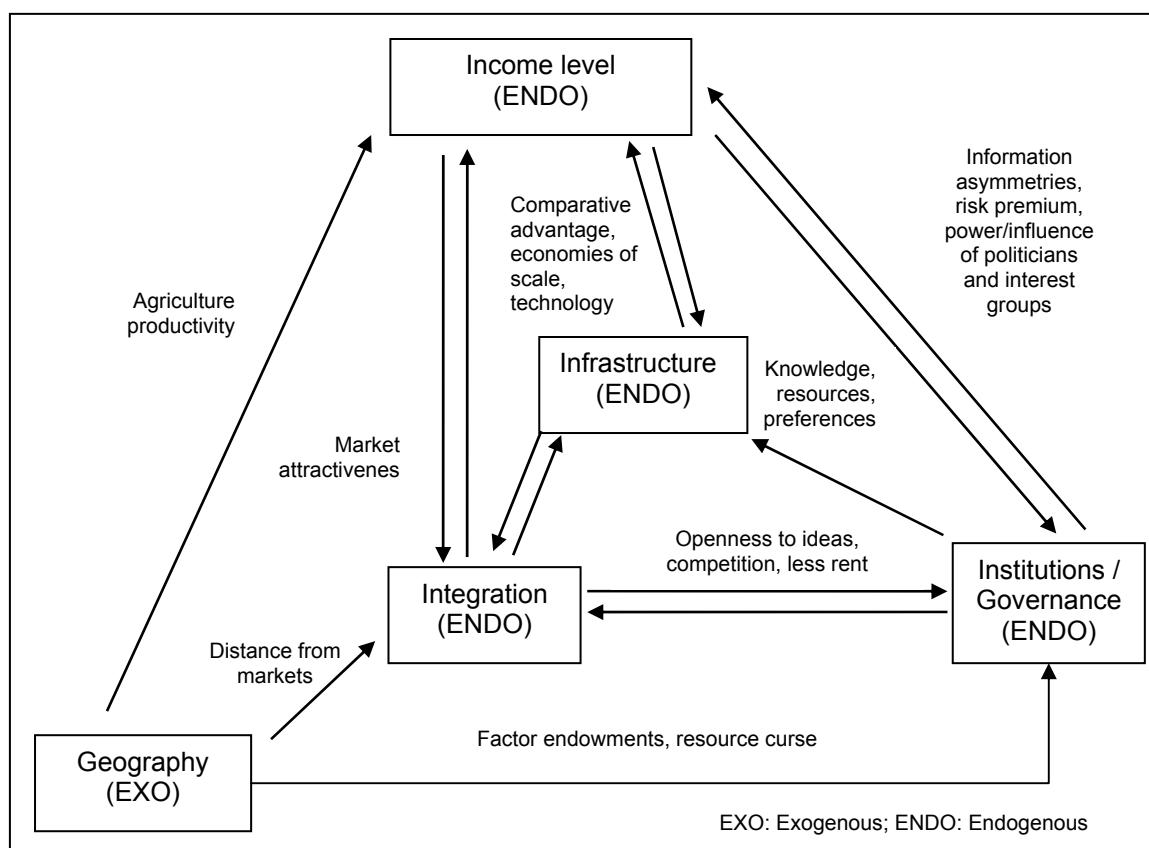 Income level
(ENDO)
Information
asymmetries,
risk premium,
power/influence
of politicians
and interest
groups
Comparative
advantage,
economies of
scale,
technology
Agriculture
productivity
Infrastructure
(ENDO)
Knowledge,
resources,
preferences
Market
attractivenes
Openness to ideas,
competition, less rent
Integration
(ENDO)
Institutions /
Governance
(ENDO)
Distance from
markets
Factor endowments, resource curse
Geography
(EXO)
EXO: Exogenous; ENDO: Endogenous